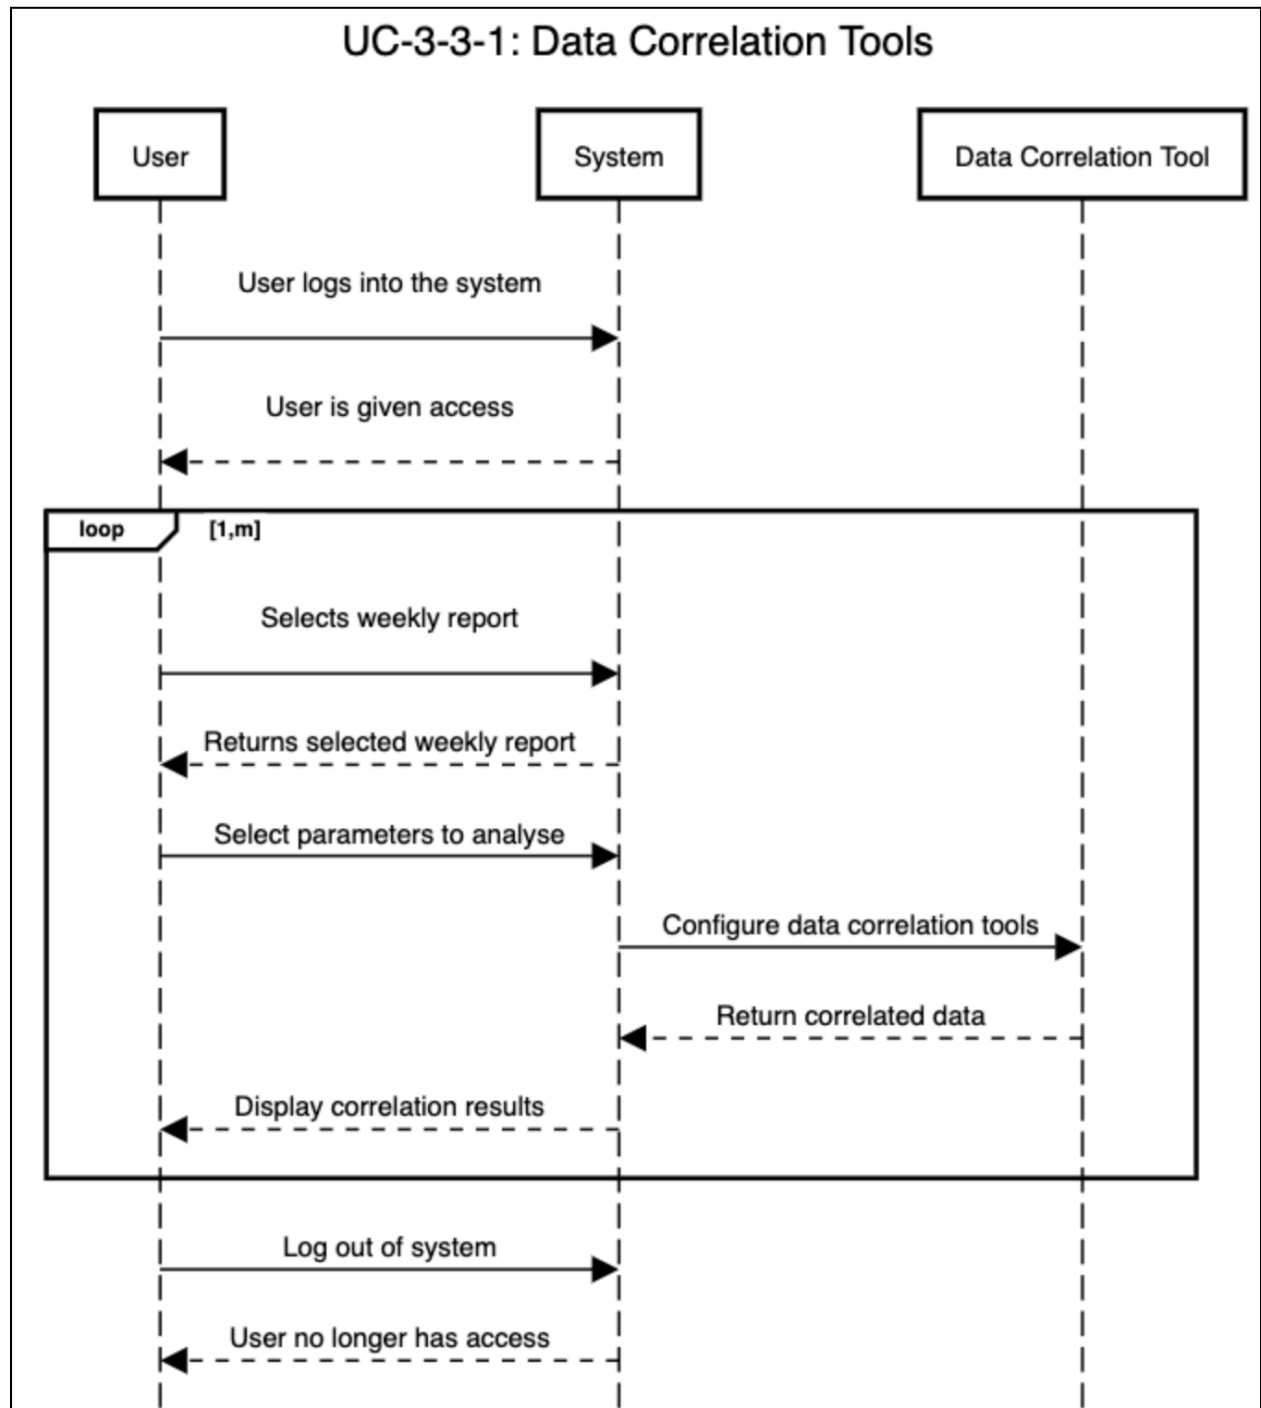 UC-3-3-1: Data Correlation Tools
User
System
Data Correlation Tool
User logs into the system
User is given access
loop
[1,m]
Selects weekly report
Returns selected weekly report
Select parameters to analyse
Configure data correlation tools
Return correlated data
Display correlation results
Log out of system
User no longer has access